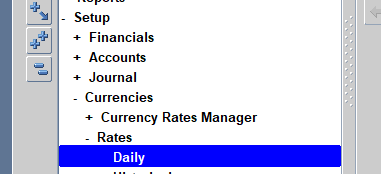 - Setup
+ Financials
+ Accounts
+ Journal
- Currencies
+ Currency Rates Manager
- Rates
Daily